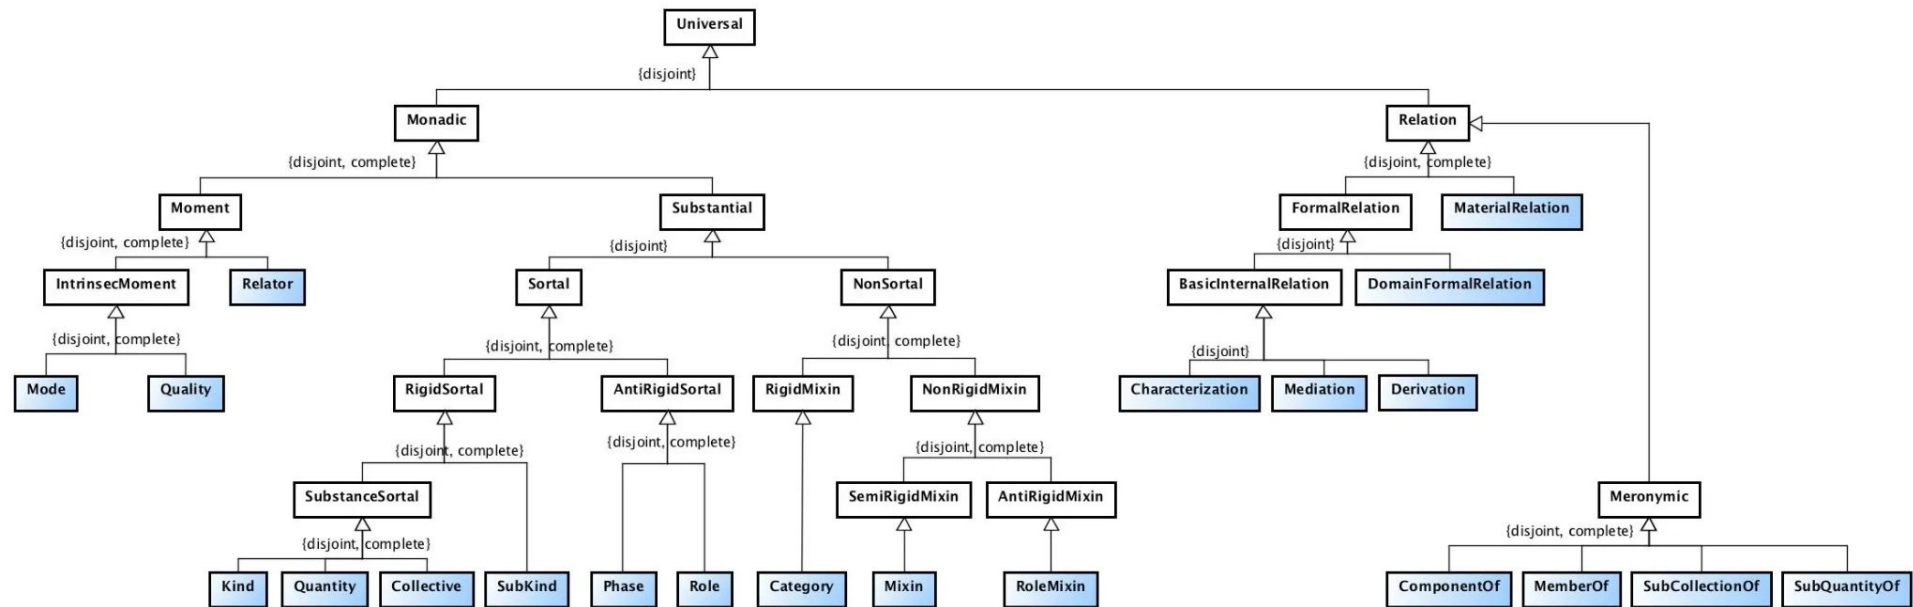 Universal
{disjoint}
Monadic
Relation
{disjoint, complete}
{disjoint, complete}
Moment
Substantial
FormalRelation
MaterialRelation
{disjoint, complete}
{disjoint}
{disjoint}
IntrinsecMoment
Relator
Sortal
NonSortal
BasicInternalRelation
DomainFormalRelation
{disjoint, complete}
{disjoint, complete}
{disjoint, complete}
{disjoint}
Mode
Quality
RigidSortal
AntiRigidSortal
RigidMixin
NonRigidMixin
Characterization
Mediation
Derivation
{disjoint, complete}
{disjoint, complete}
{disjoint, complete}
SubstanceSortal
SemiRigidMixin
AntiRigidMixin
Meronymic
{disjoint, complete}
{disjoint, complete}
Kind
Quantity
Collective
SubKind
Phase
Role
Category
Mixin
RoleMixin
ComponentOf
MemberOf
SubCollectionOf
SubQuantityOf